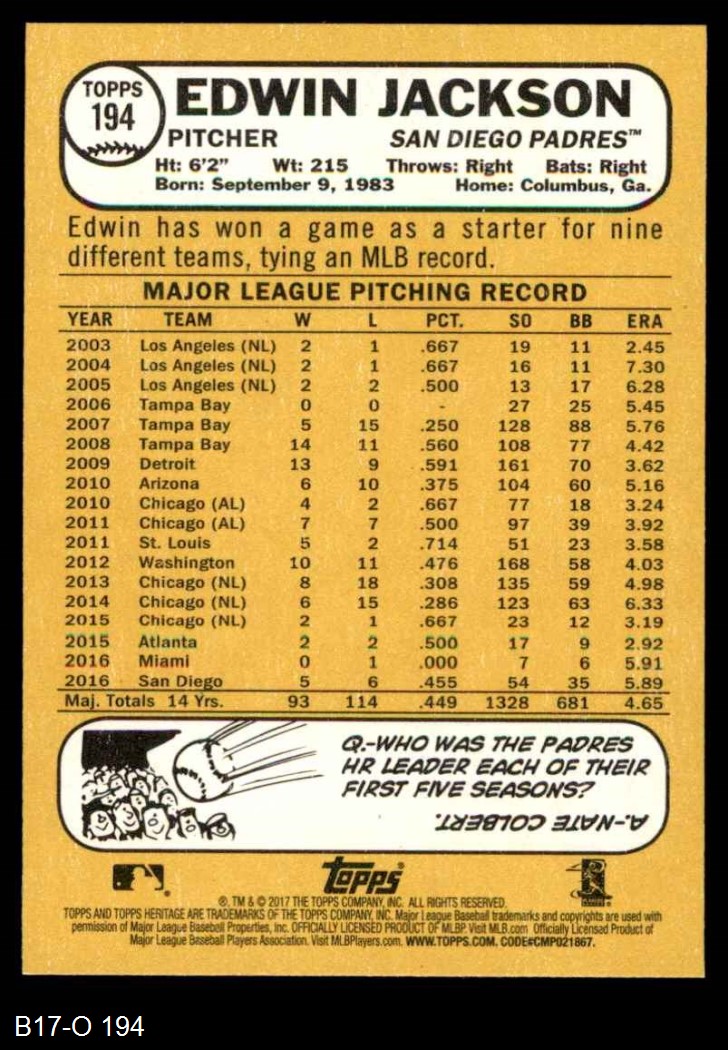 TOPPS
194
EDWIN JACKSON
PITCHER SAN DIEGO PADRES™
Ht: 6'2" Wt: 215 Throws: Right Bats: Right
Born: September 9, 1983 Home: Columbus, Ga.
Edwin has won a game as a starter for nine
different teams, tying an MLB record.
MAJOR LEAGUE PITCHING RECORD
YEAR TEAM W L PCT. SO BB ERA
2003 Los Angeles (NL) 2 1 .667 19 11 2.45
2004 Los Angeles (NL) 2 1 .667 16 11 7.30
2005 Los Angeles (NL) 2 2 .500 13 17 6.28
2006 Tampa Bay 0 0 - 27 25 5.45
2007 Tampa Bay 5 15 .250 128 88 5.76
2008 Tampa Bay 14 11 .560 108 77 4.42
2009 Detroit 13 9 .591 161 70 3.62
2010 Arizona 6 10 .375 104 60 5.16
2010 Chicago (AL) 4 2 .667 77 18 3.24
2011 Chicago (AL) 7 7 .500 97 39 3.92
2011 St. Louis 5 2 .714 51 23 3.58
2012 Washington 10 11 .476 168 58 4.03
2013 Chicago (NL) 8 18 .308 135 59 4.98
2014 Chicago (NL) 6 15 .286 123 63 6.33
2015 Chicago (NL) 2 1 .667 23 12 3.19
2015 Atlanta 2 2 .500 17 9 2.92
2016 Miami 0 1 .000 7 6 5.91
2016 San Diego 5 6 .455 54 35 5.89
Maj. Totals 14 Yrs. 93 114 .449 1328 681 4.65
Q.-WHO WAS THE PADRES
HR LEADER EACH OF THEIR
FIRST FIVE SEASONS?
A.-NATE COLBERT.
topps®
®, TM & © 2017 THE TOPPS COMPANY, INC. ALL RIGHTS RESERVED.
TOPPS AND TOPPS HERITAGE ARE TRADEMARKS OF THE TOPPS COMPANY, INC. Major League Baseball trademarks and copyrights are used with
permission of Major League Baseball Properties, Inc. OFFICIALLY LICENSED PRODUCT OF MLBP. Visit MLB.com Officially Licensed Product of
Major League Baseball Players Association. Visit MLBPlayers.com. WWW.TOPPS.COM. CODE#CMP021867.
B17-O 194